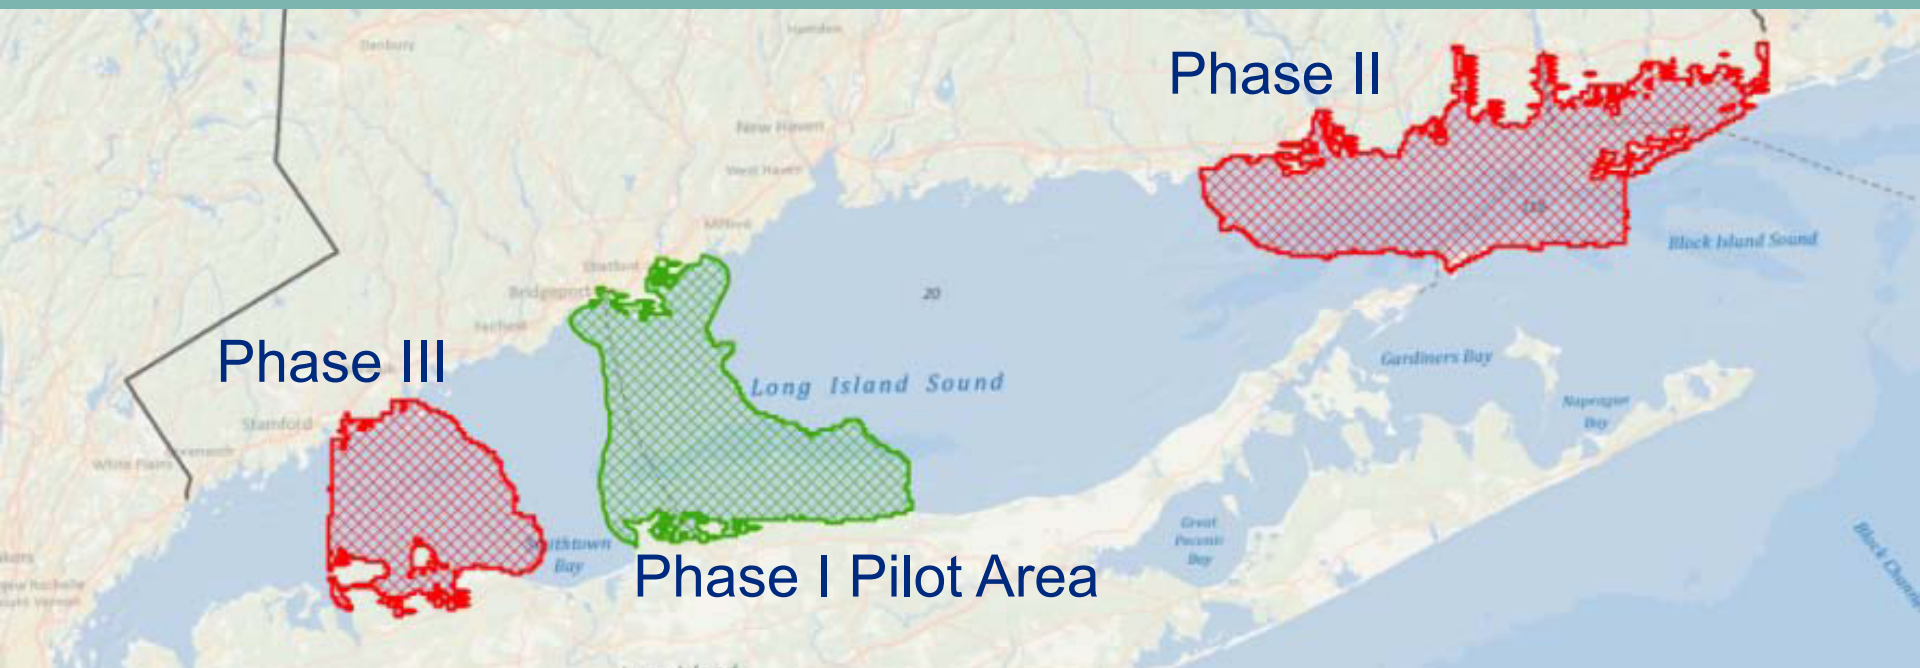 Danbury
Hamden
Phase II
New Haven
West Haven
Milford
Block Island Sound
Stratford
Bridgeport
20
Fairfield
Phase III
Gardiners Bay
Long Island Sound
Napeague
Bay
Stamford
White Plains
Great
Peconic
Bay
Smithtown
Bay
Phase I Pilot Area